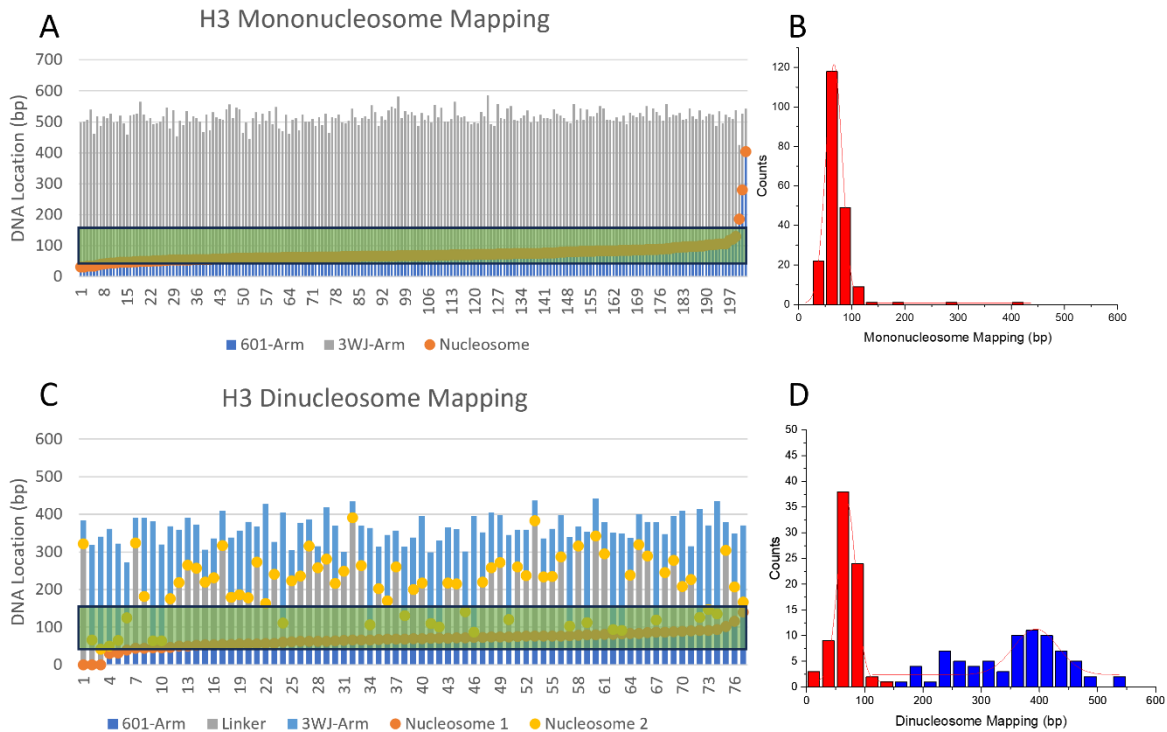 A
H3 Mononucleosome Mapping
DNA Location (bp)
700
600
500
400
300
200
100
0
1 8 15 22 29 36 43 50 57 64 71 78 85 92 99 106 113 120 127 134 141 148 155 162 169 176 183 190 197
601-Arm 3WJ-Arm Nucleosome
B
Counts
120
100
80
60
40
20
0
0 100 200 300 400 500 600
Mononucleosome Mapping (bp)
C
H3 Dinucleosome Mapping
DNA Location (bp)
600
500
400
300
200
100
0
1 4 7 10 13 16 19 22 25 28 31 34 37 40 43 46 49 52 55 58 61 64 67 70 73 76
601-Arm Linker 3WJ-Arm Nucleosome 1 Nucleosome 2
D
Counts
50
45
40
35
30
25
20
15
10
5
0
0 100 200 300 400 500 600
Dinucleosome Mapping (bp)